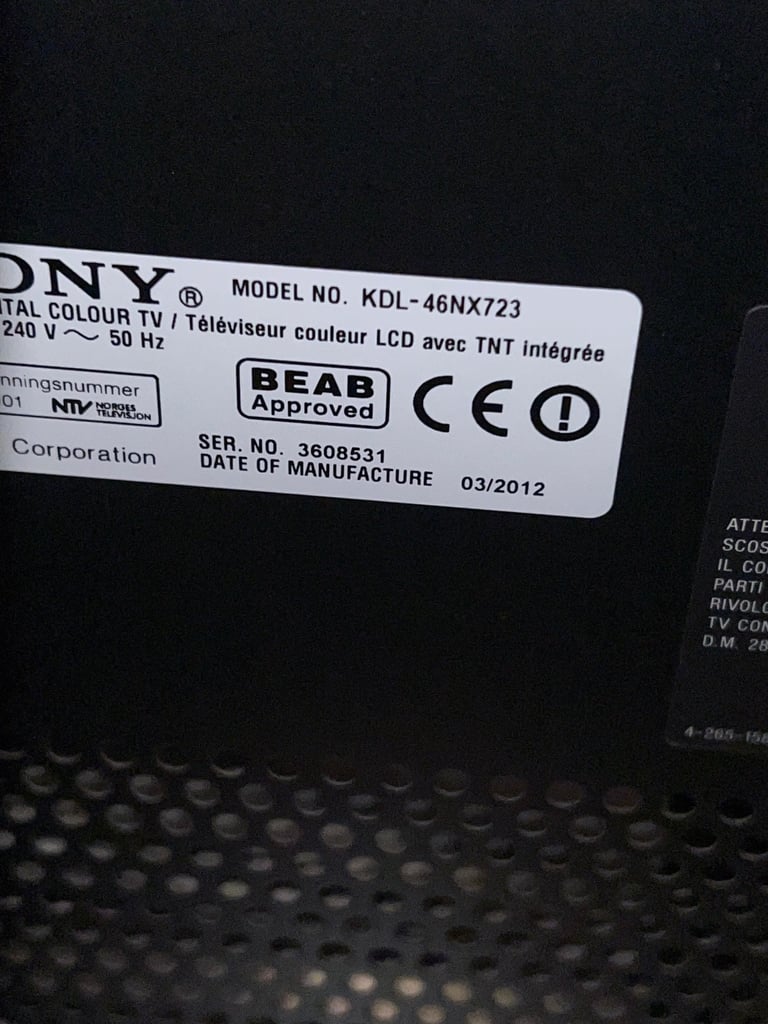 ONY® MODEL NO. KDL-46NX723
ITAL COLOUR TV / Téléviseur couleur LCD avec TNT intégrée
240 V ~ 50 Hz
nningsnummer
01 NTV NORGES TELEVISJON
BEAB
Approved
CE
Corporation
SER. NO. 3608531
DATE OF MANUFACTURE 03/2012
ATTE
SCOS
IL CO
PARTI
RIVOLG
TV CON
D.M. 28
4-265-158